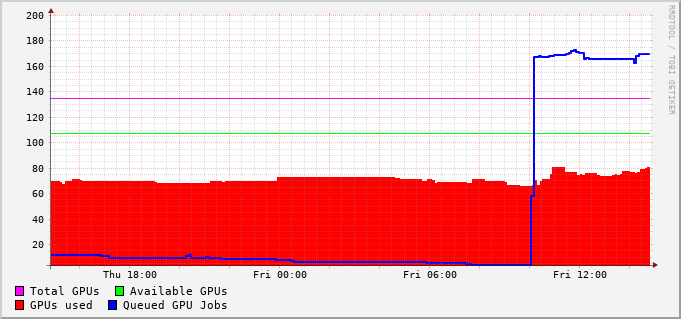 200
180
160
140
120
100
80
60
40
20
Thu 18:00 Fri 00:00 Fri 06:00 Fri 12:00
Total GPUs Available GPUs
GPUs used Queued GPU Jobs
RRDTOOL / TOBI OETIKER